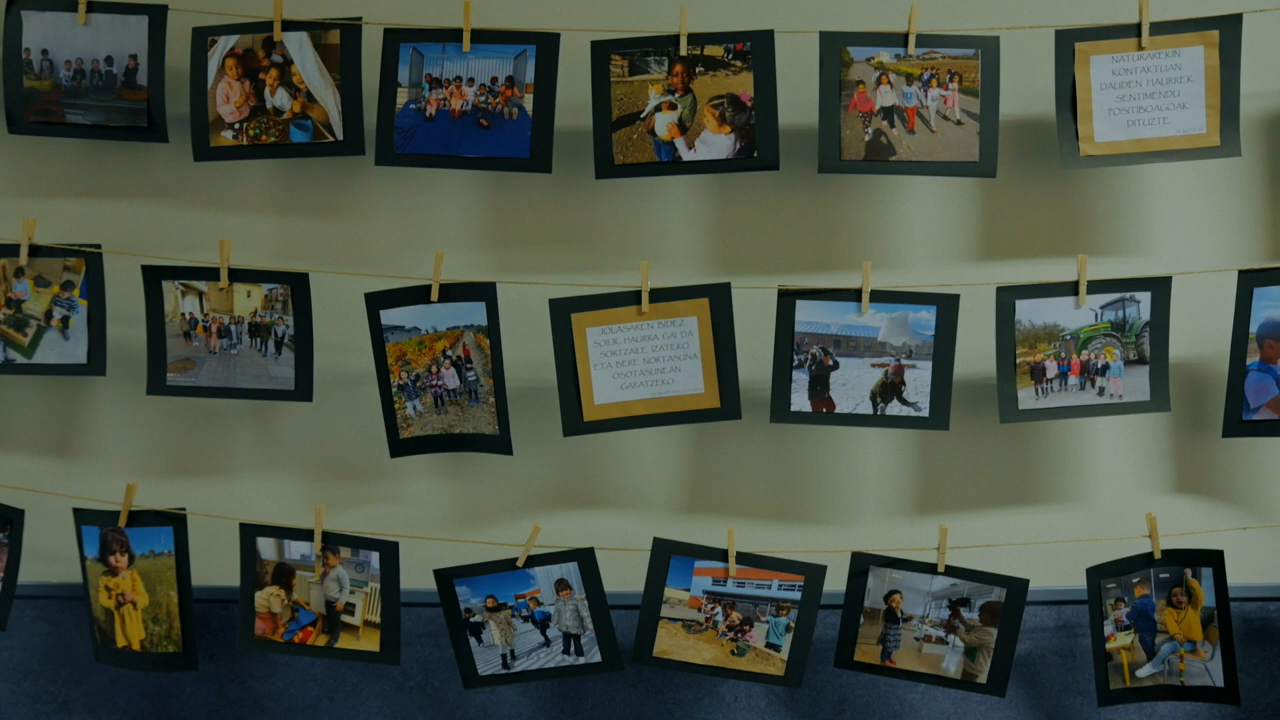 NATURAREKIN
KONTAKTUAN
DAUDEN HAURREK,
SENTIMENDU
POSITIBOAGOAK
DITUZTE.
JOLASAREN BIDEZ
SOILIK HAURRA GAI DA
SORTZAILE IZATEKO
ETA BERE NORTASUNA
OSOTASUNEAN
GARATZEKO.